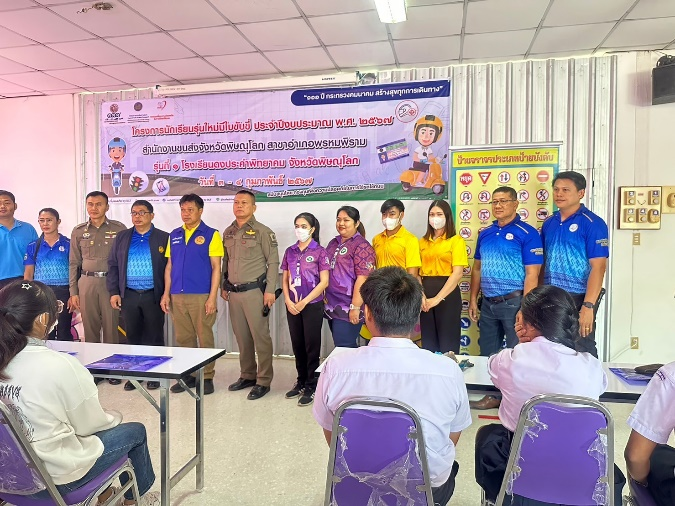 "๑๑๑ ปี กระทรวงคมนาคม สร้างสุขทุกการเดินทาง"
โครงการนักเรียนรุ่นใหม่มีใบขับขี่ ประจำปีงบประมาณ พ.ศ. ๒๕๖๗
สำนักงานขนส่งจังหวัดพิษณุโลก สาขาอำเภอพรหมพิราม
รุ่นที่ ๑ โรงเรียนดงประคำพิทยาคม จังหวัดพิษณุโลก
วันที่ ๓ - ๔ กุมภาพันธ์ ๒๕๖๗
ป้ายจราจรประเภทป้ายบังคับ